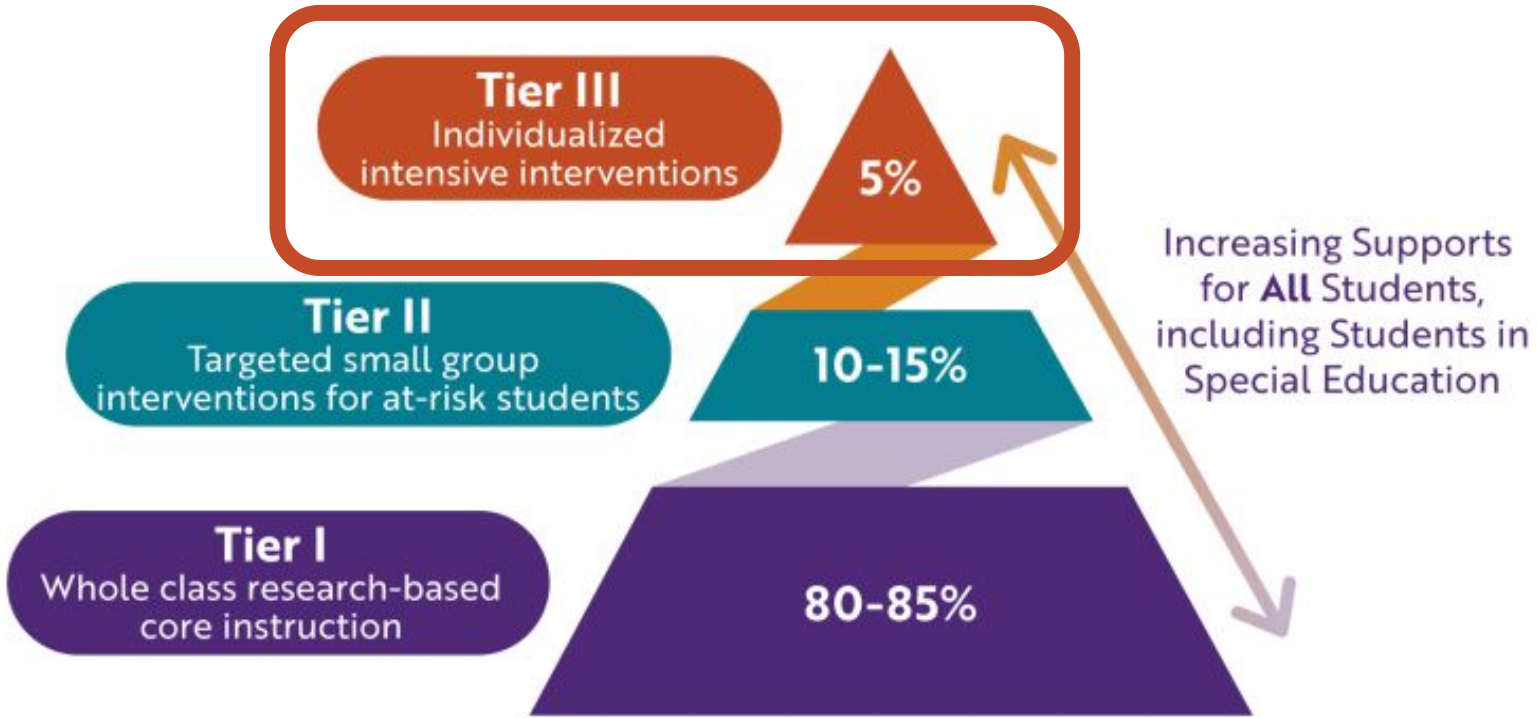 Tier III
Individualized
intensive interventions
5%
Tier II
Targeted small group
interventions for at-risk students
10-15%
Increasing Supports
for All Students,
including Students in
Special Education
Tier I
Whole class research-based
core instruction
80-85%